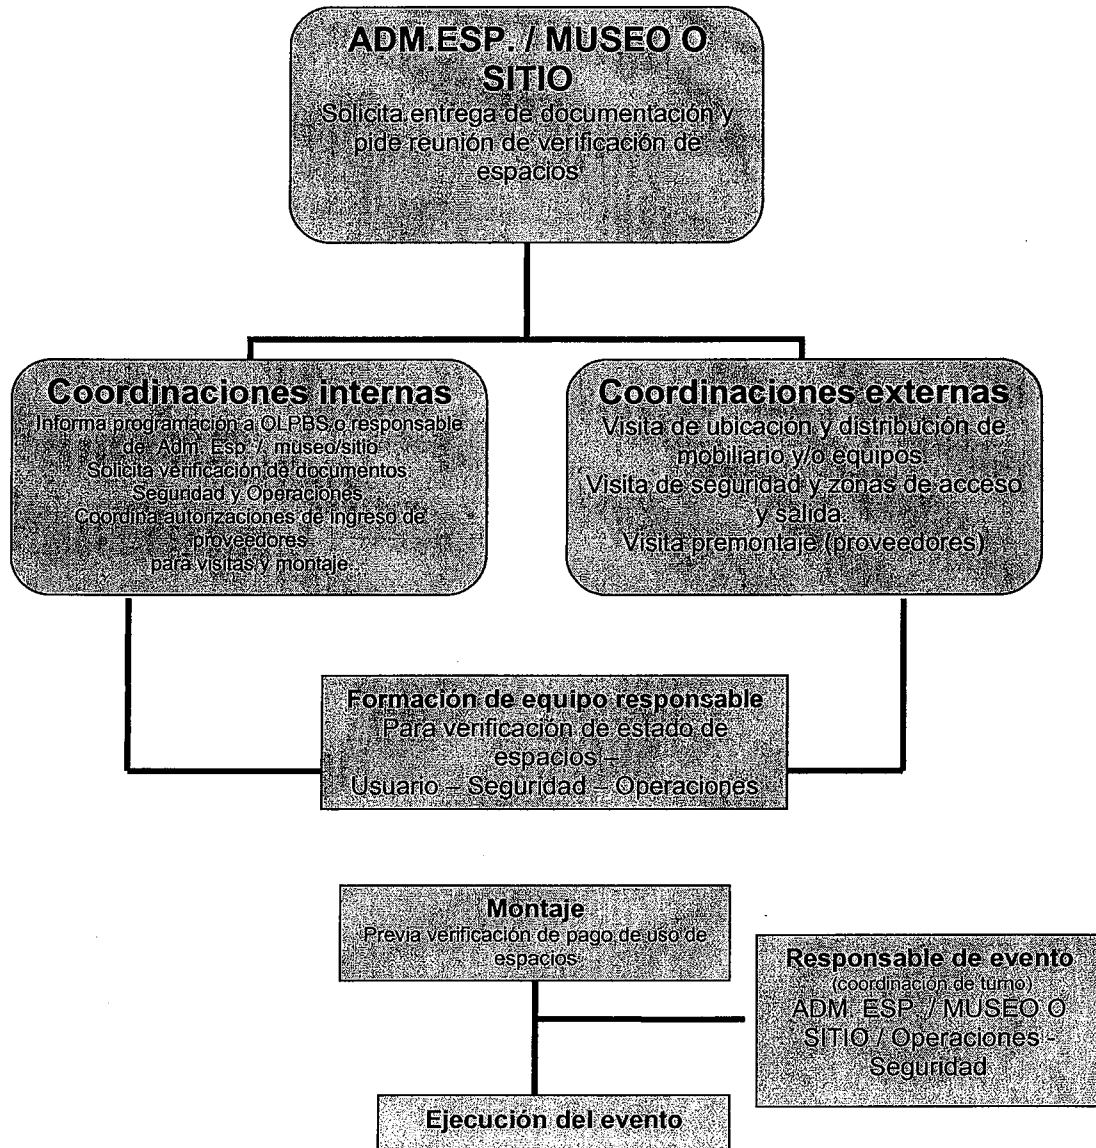 ADM.ESP. / MUSEO O
SITIO
Solicita entrega de documentación y
pide reunión de verificación de
espacios
Coordinaciones internas
Informa programación a OLPBS o responsable
de Adm. Esp. / museo/sitio
Solicita verificación de documentos
Seguridad y Operaciones
Coordina autorizaciones de ingreso de
proveedores
para visitas y montaje.
Coordinaciones externas
Visita de ubicación y distribución de
mobiliario y/o equipos
Visita de seguridad y zonas de acceso
y salida.
Visita premontaje (proveedores)
Formación de equipo responsable
Para verificación de estado de
espacios –
Usuario – Seguridad – Operaciones
Montaje
Previa verificación de pago de uso de
espacios
Responsable de evento
(coordinación de turno)
ADM. ESP. / MUSEO O
SITIO / Operaciones -
Seguridad
Ejecución del evento